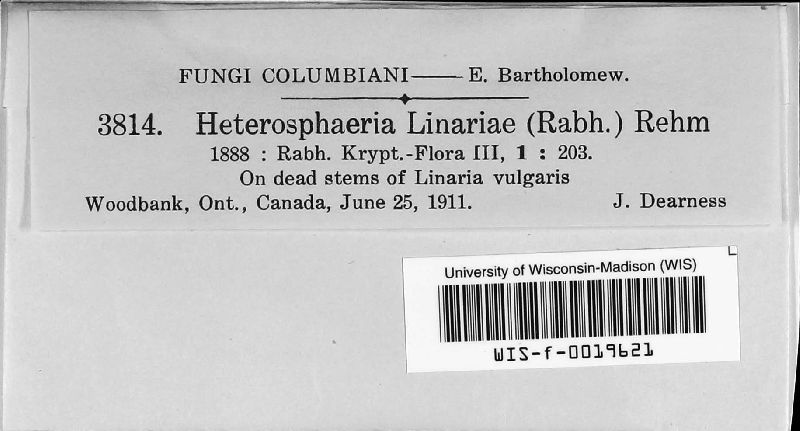 FUNGI COLUMBIANI—— E. Bartholomew.
3814. Heterosphaeria Linariae (Rabh.) Rehm
1888 : Rabh. Krypt.-Flora III, 1 : 203.
On dead stems of Linaria vulgaris
Woodbank, Ont., Canada, June 25, 1911. J. Dearness
University of Wisconsin-Madison (WIS)
WIS-f-0019621